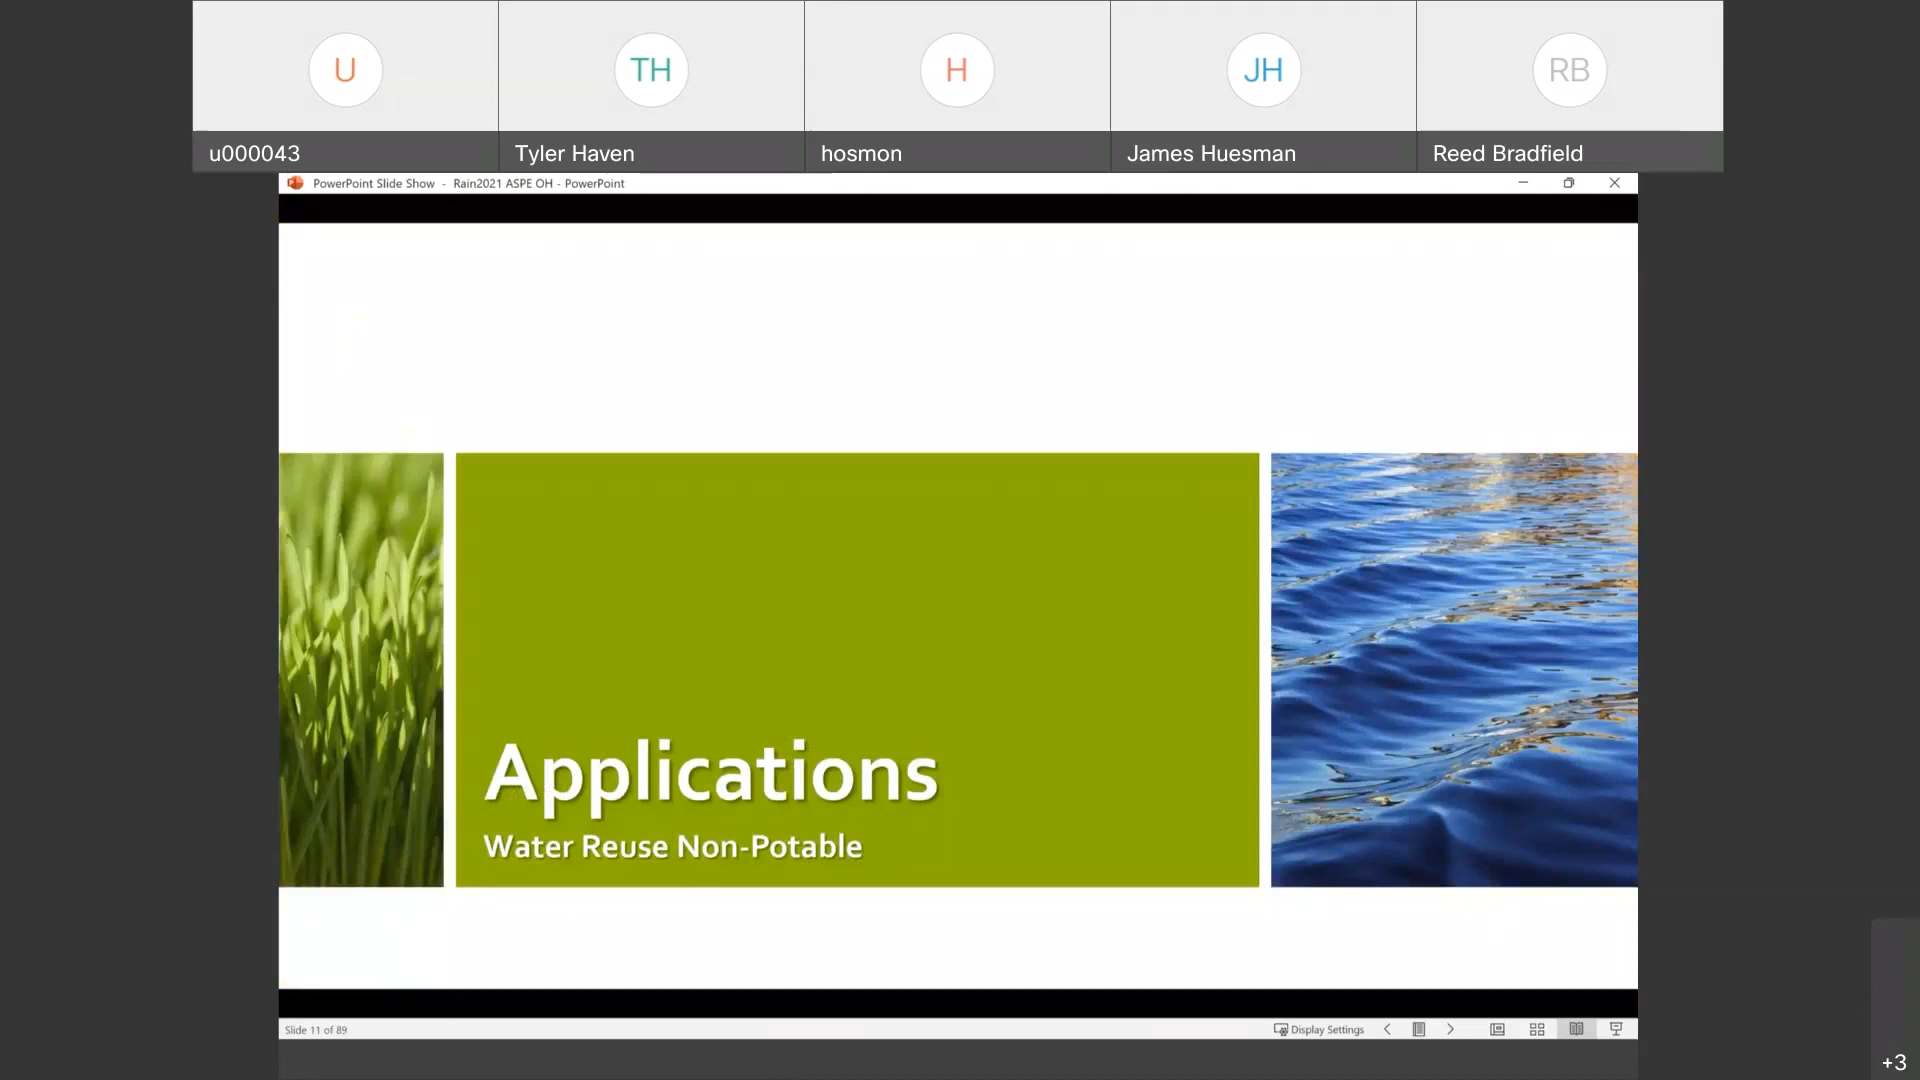 U
TH
H
JH
RB
u000043
Tyler Haven
hosmon
James Huesman
Reed Bradfield
PowerPoint Slide Show - Rain2021 ASPE OH - PowerPoint
Applications
Water Reuse Non-Potable
Slide 11 of 89
Display Settings
+3